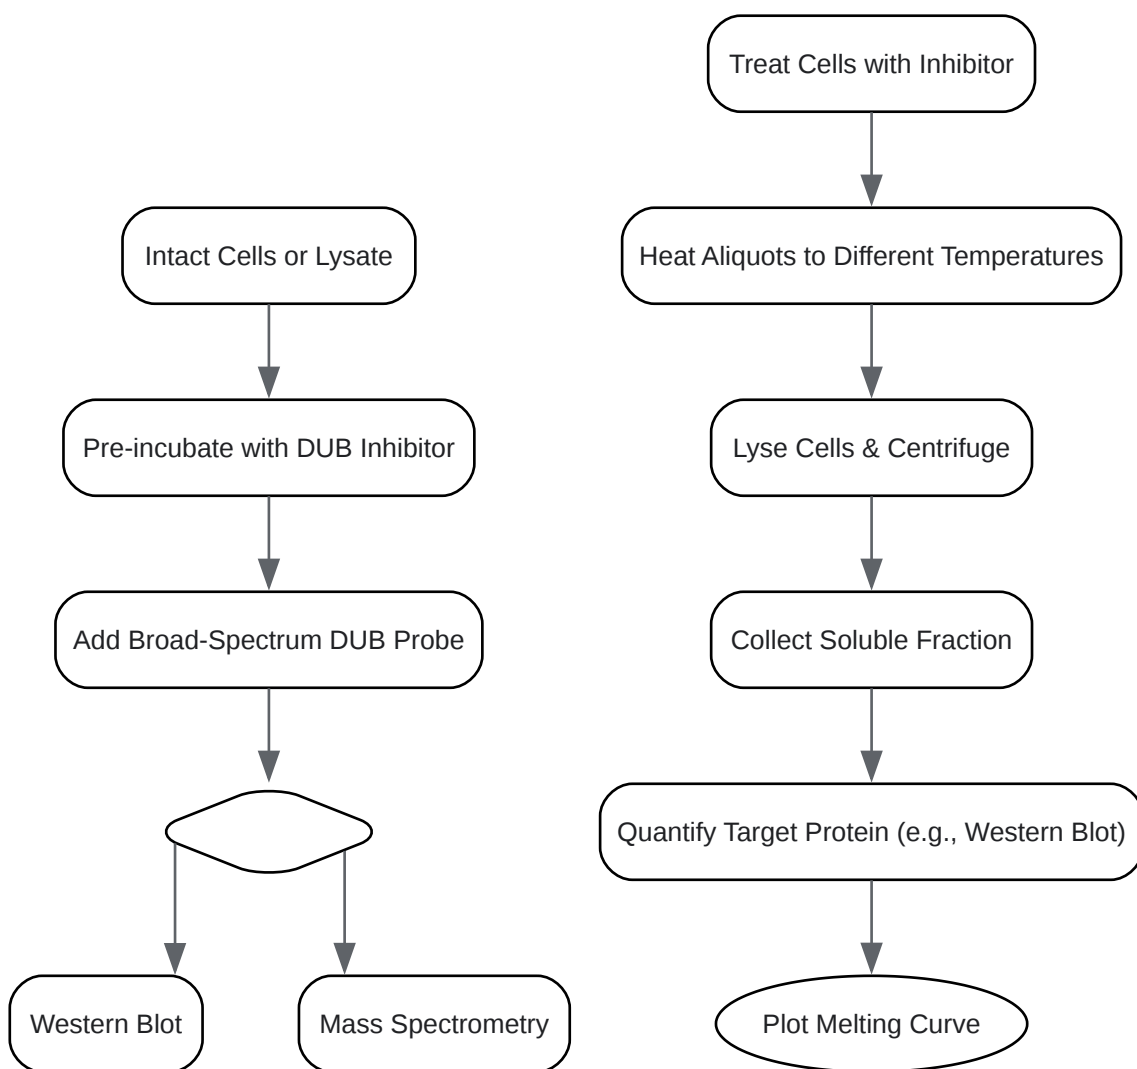 Intact Cells or Lysate
Pre-incubate with DUB Inhibitor
Add Broad-Spectrum DUB Probe
Western Blot
Mass Spectrometry
Treat Cells with Inhibitor
Heat Aliquots to Different Temperatures
Lyse Cells & Centrifuge
Collect Soluble Fraction
Quantify Target Protein (e.g., Western Blot)
Plot Melting Curve